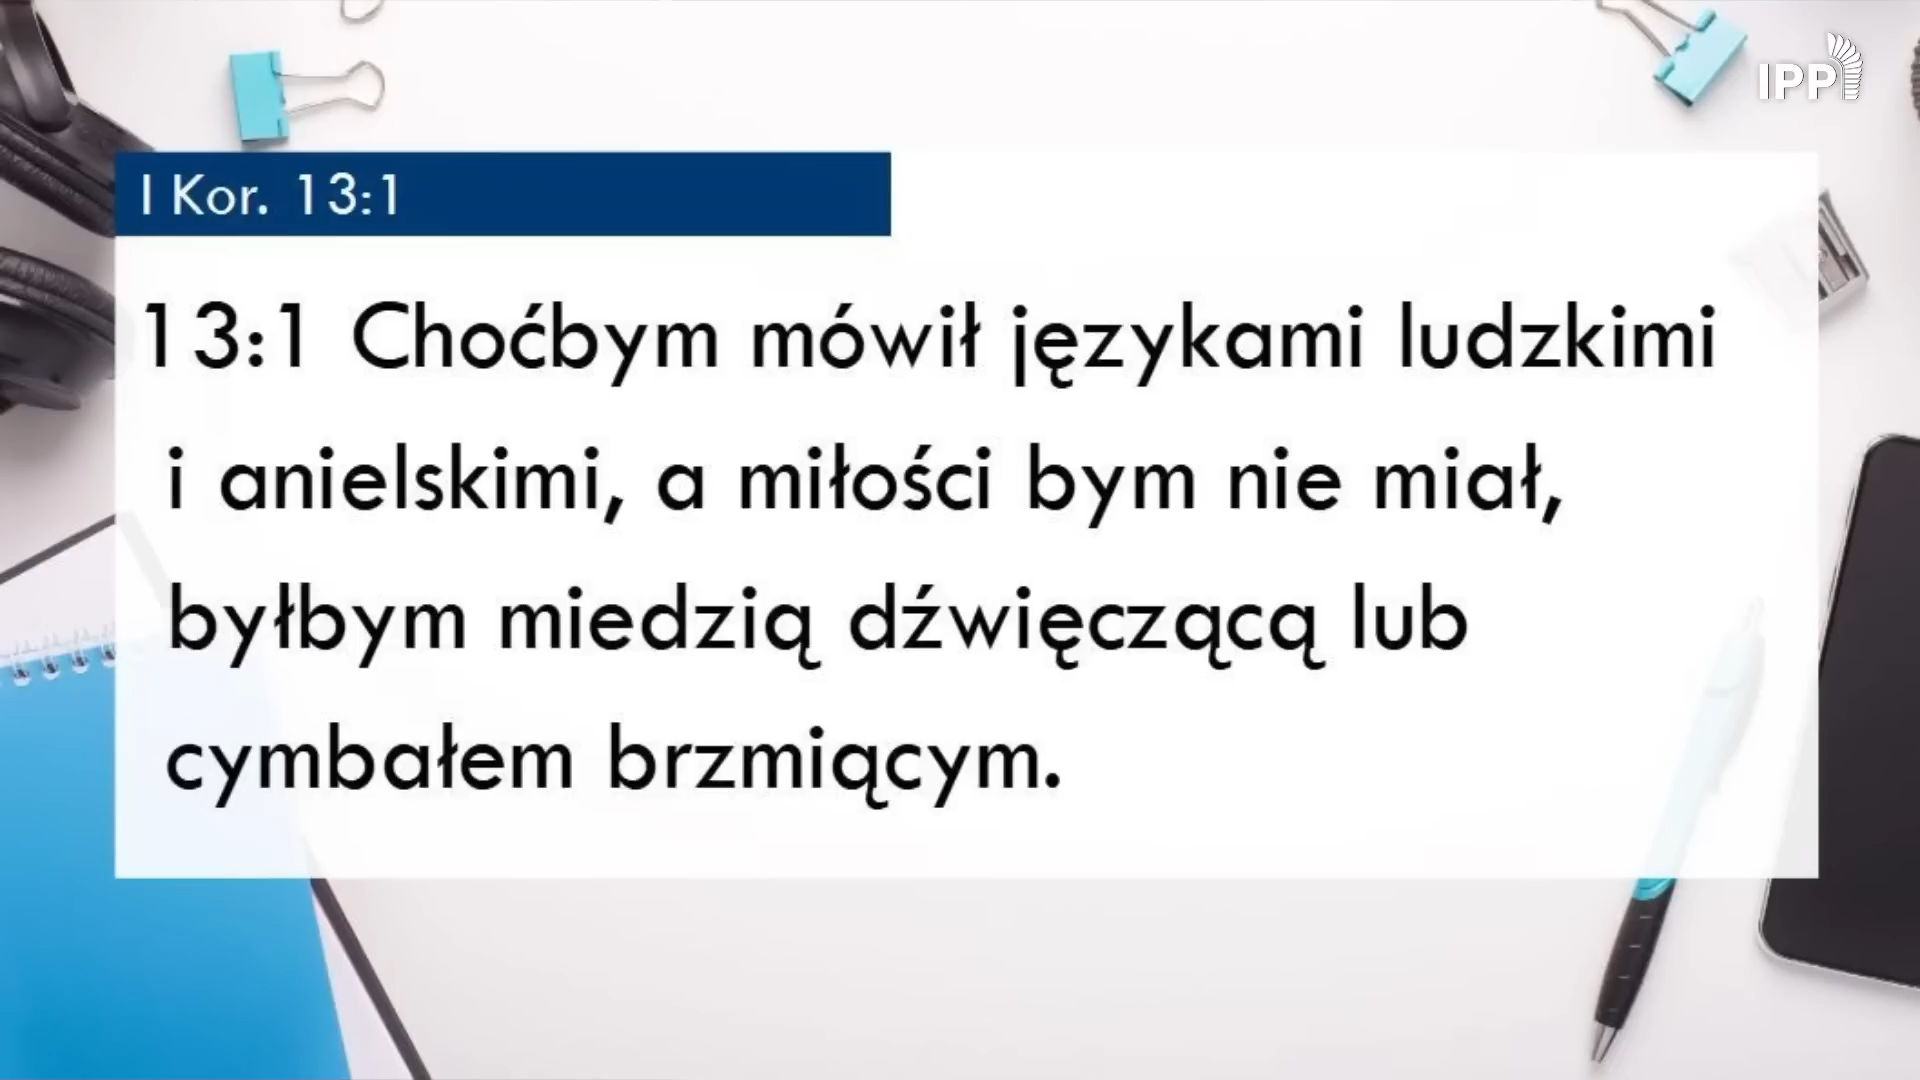 IPP
I Kor. 13:1
13:1 Choćbym mówił językami ludzkimi
i anielskimi, a miłości bym nie miał,
byłbym miedzią dźwięczącą lub
cymbałem brzmiącym.